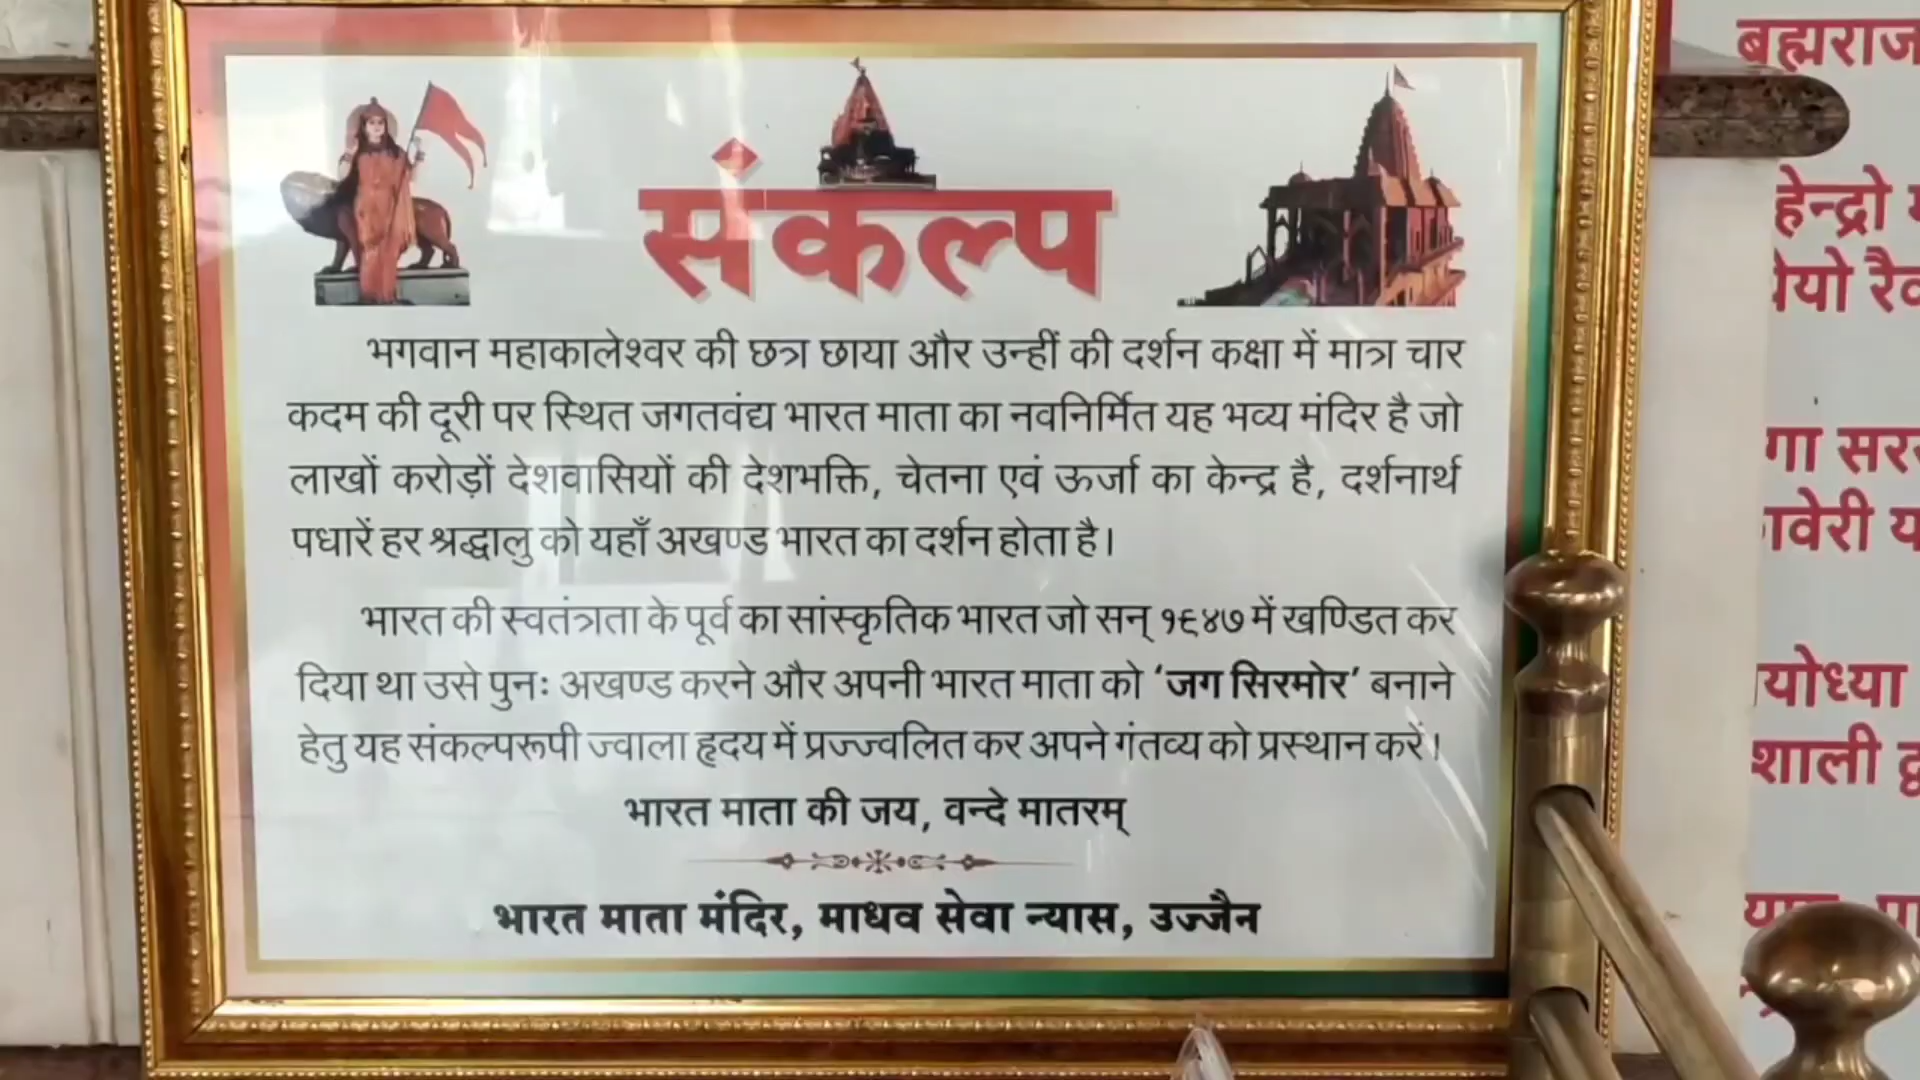 संकल्प
भगवान महाकालेश्वर की छत्र छाया और उन्हीं की दर्शन कक्षा में मात्र चार
कदम की दूरी पर स्थित जगतवंद्य भारत माता का नवनिर्मित यह भव्य मंदिर है जो
लाखों करोड़ों देशवासियों की देशभक्ति, चेतना एवं ऊर्जा का केन्द्र है, दर्शनार्थ
पधारें हर श्रद्धालु को यहाँ अखण्ड भारत का दर्शन होता है।
भारत की स्वतंत्रता के पूर्व का सांस्कृतिक भारत जो सन् १९४७ में खण्डित कर
दिया था उसे पुनः अखण्ड करने और अपनी भारत माता को ‘जग सिरमोर’ बनाने
हेतु यह संकल्परूपी ज्वाला हृदय में प्रज्ज्वलित कर अपने गंतव्य को प्रस्थान करें।
भारत माता की जय, वन्दे मातरम्
भारत माता मंदिर, माधव सेवा न्यास, उज्जैन